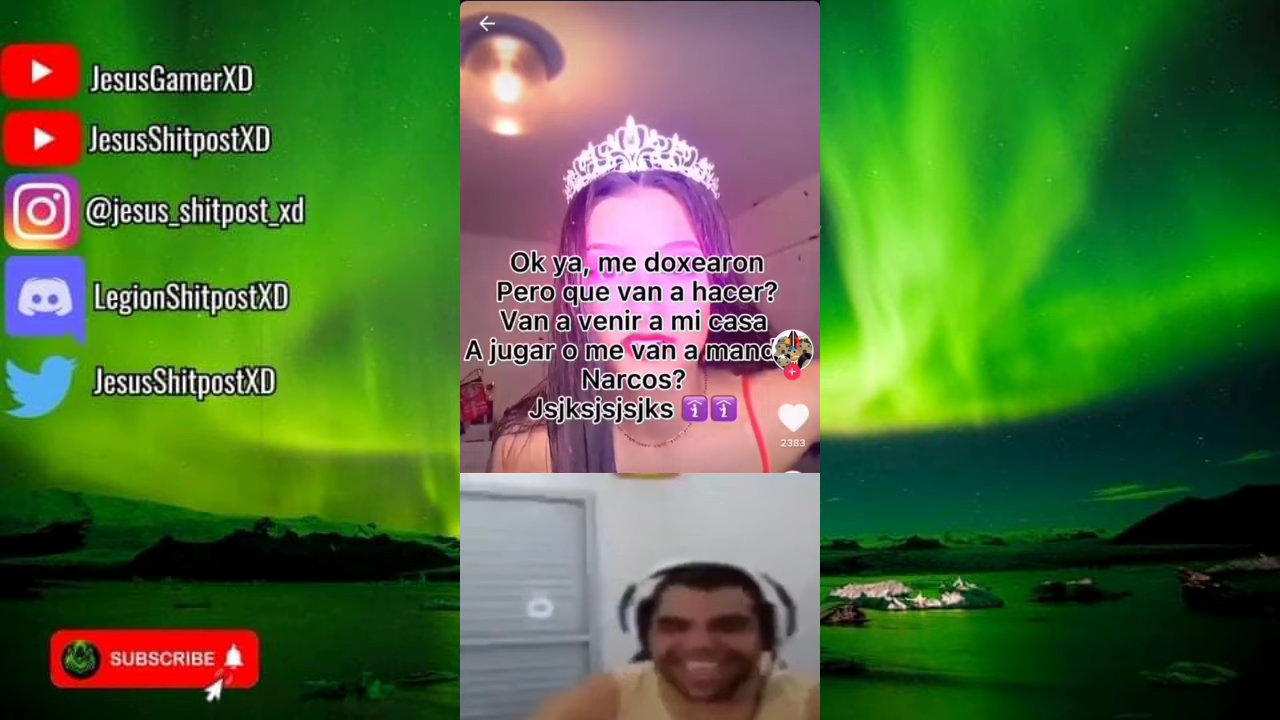 JesusGamerXD
JesusShitpostXD
@jesus_shitpost_xd
LegionShitpostXD
JesusShitpostXD
SUBSCRIBE
Ok ya, me doxearon
Pero que van a hacer?
Van a venir a mi casa
A jugar o me van a mand
Narcos?
Jsjksjsjsjks 🛐🛐
2383